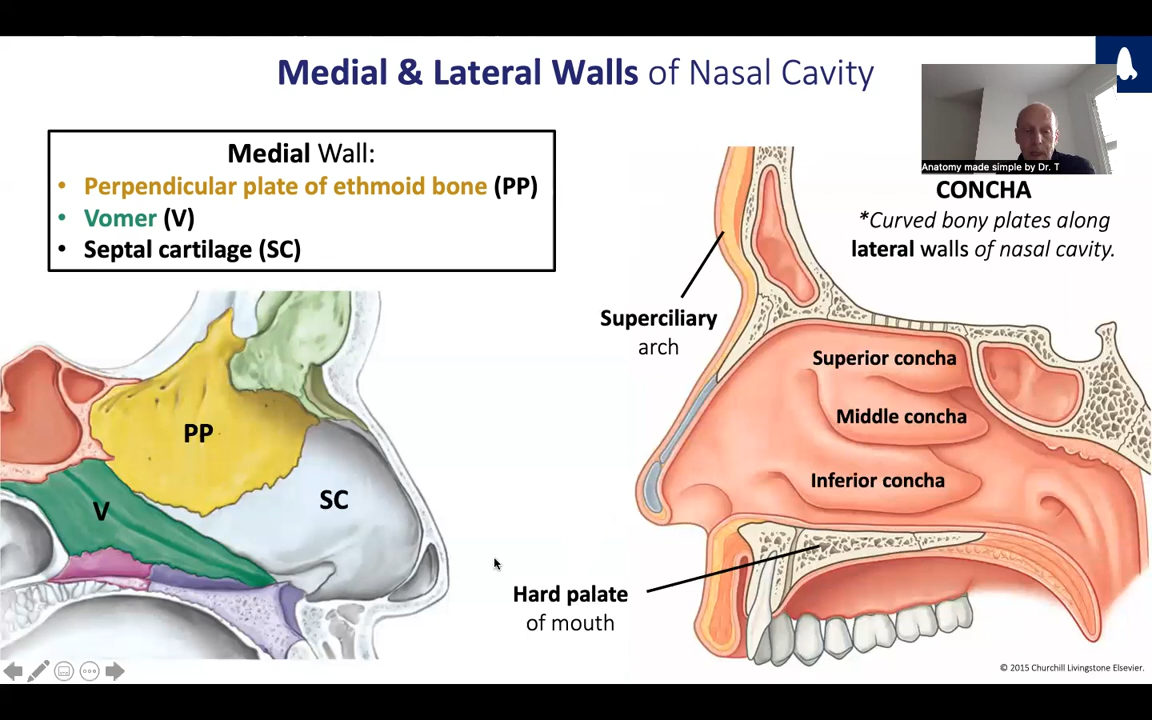 Medial & Lateral Walls of Nasal Cavity
Medial Wall:
• Perpendicular plate of ethmoid bone (PP)
• Vomer (V)
• Septal cartilage (SC)
Anatomy made simple by Dr. T
CONCHA
*Curved bony plates along
lateral walls of nasal cavity.
Superciliary
arch
Superior concha
Middle concha
Inferior concha
PP
SC
V
Hard palate
of mouth
© 2015 Churchill Livingstone Elsevier.